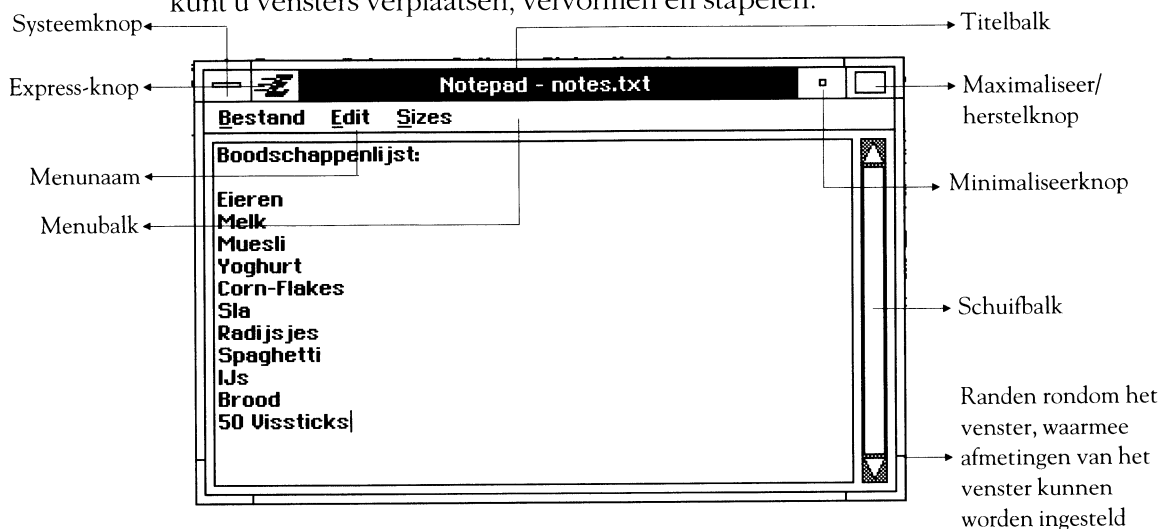 kunt u vensters verplaatsen, vervormen en stapelen.
Systeemknop
Titelbalk
Express-knop
Notepad - notes.txt
Maximaliseer/
herstelknop
Bestand Edit Sizes
Boodschappenlijst:
Menunaam
Minimaliseerknop
Eieren
Menubalk
Melk
Muesli
Yoghurt
Corn-Flakes
Sla
Schuifbalk
Radijsjes
Spaghetti
IJs
Brood
50 Vissticks
Randen rondom het
venster, waarmee
afmetingen van het
venster kunnen
worden ingesteld